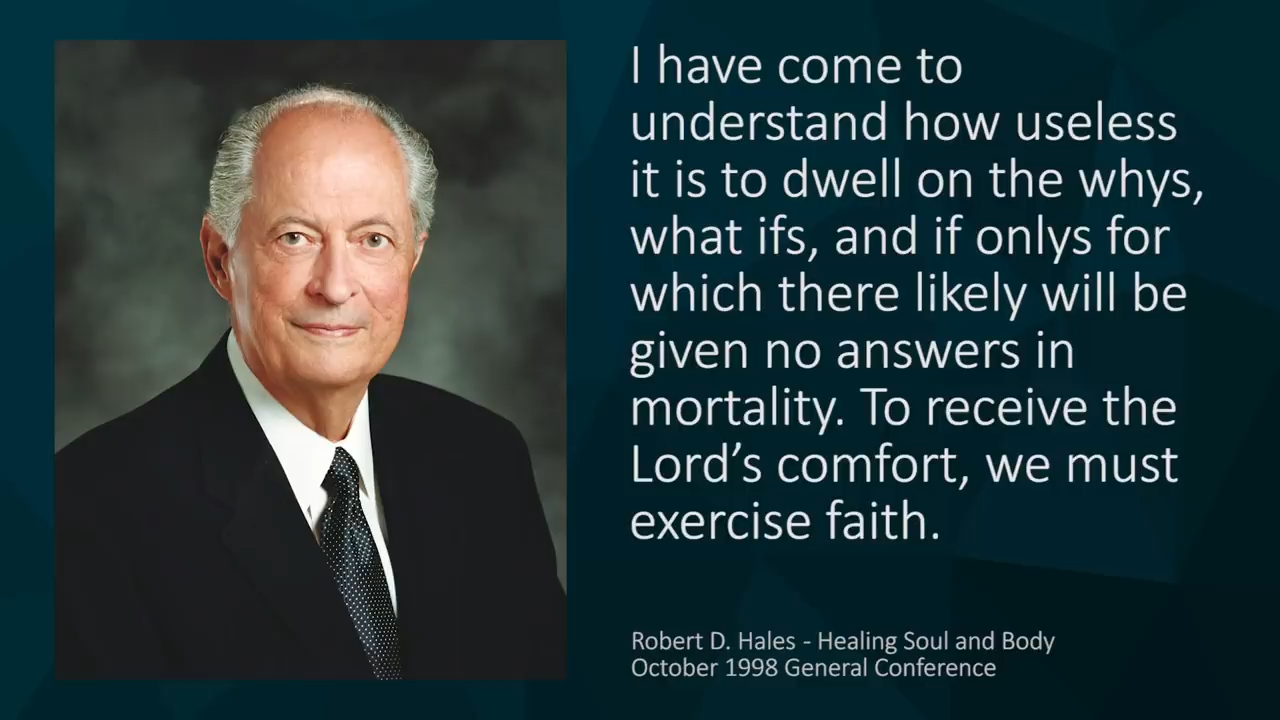 I have come to
understand how useless
it is to dwell on the whys,
what ifs, and if onlys for
which there likely will be
given no answers in
mortality. To receive the
Lord’s comfort, we must
exercise faith.
Robert D. Hales - Healing Soul and Body
October 1998 General Conference